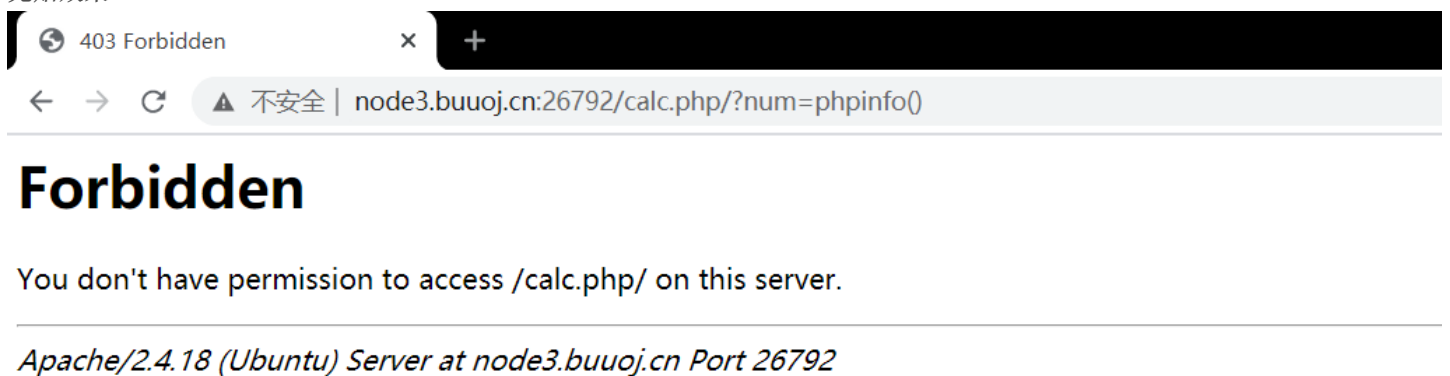 403 Forbidden
不安全 | node3.buuoj.cn:26792/calc.php/?num=phpinfo()
Forbidden
You don't have permission to access /calc.php/ on this server.
Apache/2.4.18 (Ubuntu) Server at node3.buuoj.cn Port 26792